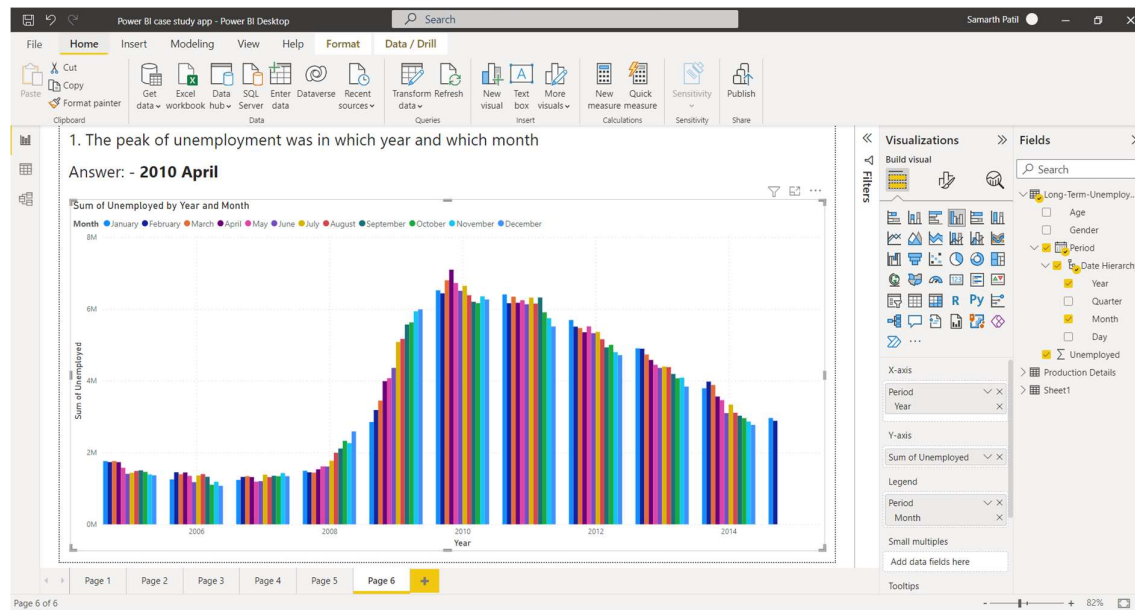 Power BI case study app - Power BI Desktop
Search
Samarth Patil
File Home Insert Modeling View Help Format Data / Drill
Paste
Cut
Copy
Format painter
Get data
Excel workbook
Data hub
SQL Server
Enter data
Dataverse
Recent sources
Transform data
Refresh
New visual
Text box
More visuals
New measure
Quick measure
Sensitivity
Publish
Clipboard Data Queries Insert Calculations Sensitivity Share
1. The peak of unemployment was in which year and which month
Answer: - 2010 April
Sum of Unemployed by Year and Month
Month January February March April May June July August September October November December
8M
6M
4M
2M
0M
Sum of Unemployed
2006 2008 2010 2012 2014
Year
Filters
Visualizations
Build visual
123
R Py
X-axis
Period
Year
Y-axis
Sum of Unemployed
Legend
Period
Month
Small multiples
Add data fields here
Tooltips
Fields
Search
Long-Term-Unemploy...
Age
Gender
Period
Date Hierarch
Year
Quarter
Month
Day
Unemployed
Production Details
Sheet1
Page 1 Page 2 Page 3 Page 4 Page 5 Page 6
Page 6 of 6
82%